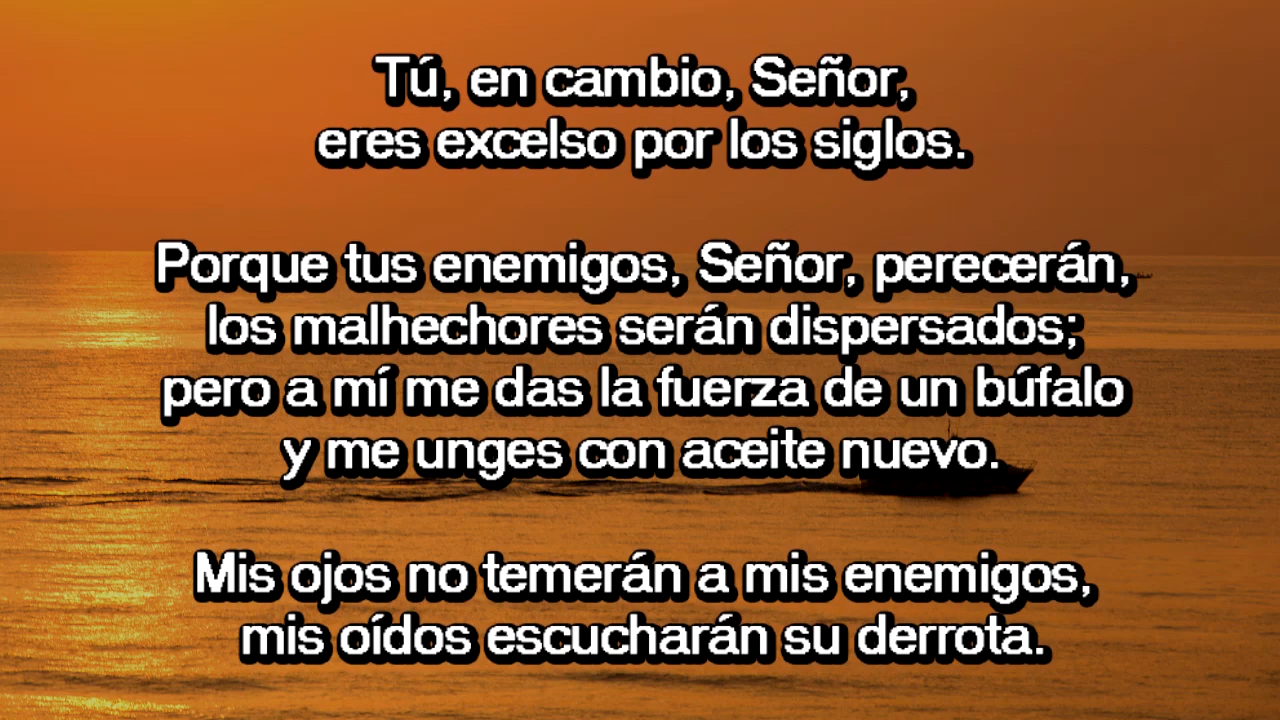 Tú, en cambio, Señor,
eres excelso por los siglos.
Porque tus enemigos, Señor, perecerán,
los malhechores serán dispersados;
pero a mí me das la fuerza de un búfalo
y me unges con aceite nuevo.
Mis ojos no temerán a mis enemigos,
mis oídos escucharán su derrota.